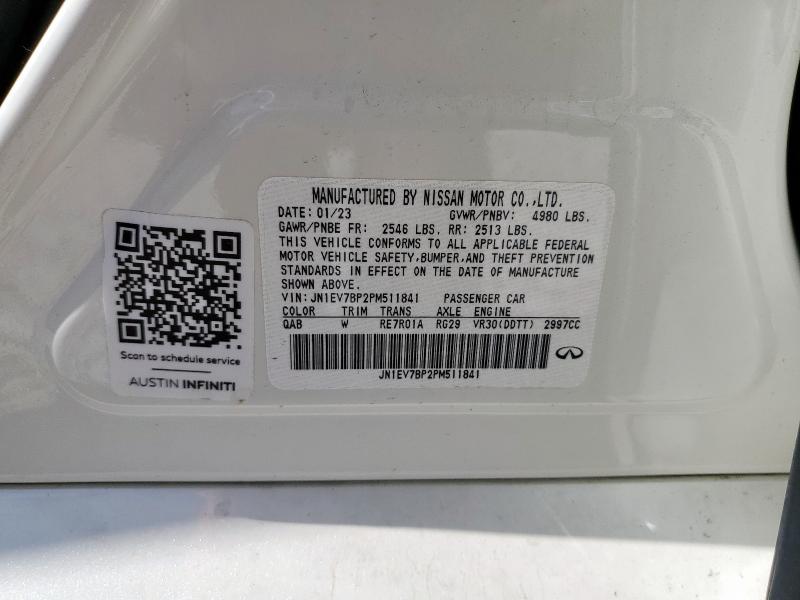 MANUFACTURED BY NISSAN MOTOR CO.,LTD.
DATE: 01/23 GVWR/PNBV: 4980 LBS.
GAWR/PNBE FR: 2546 LBS. RR: 2513 LBS.
THIS VEHICLE CONFORMS TO ALL APPLICABLE FEDERAL
MOTOR VEHICLE SAFETY,BUMPER,AND THEFT PREVENTION
STANDARDS IN EFFECT ON THE DATE OF MANUFACTURE
SHOWN ABOVE.
VIN: JN1EV7BP2PM511841 PASSENGER CAR
COLOR TRIM TRANS AXLE ENGINE
QAB W RE7R01A RG29 VR30(DDTT) 2997CC
JN1EV7BP2PM511841
Scan to schedule service
AUSTIN INFINITI